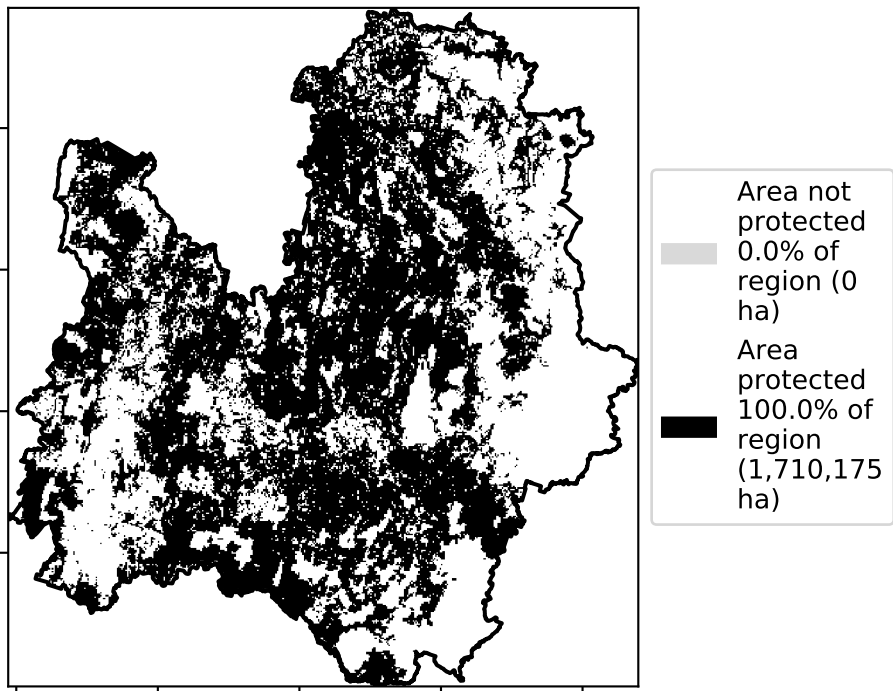 Area not
protected
0.0% of
region (0
ha)
Area
protected
100.0% of
region
(1,710,175
ha)